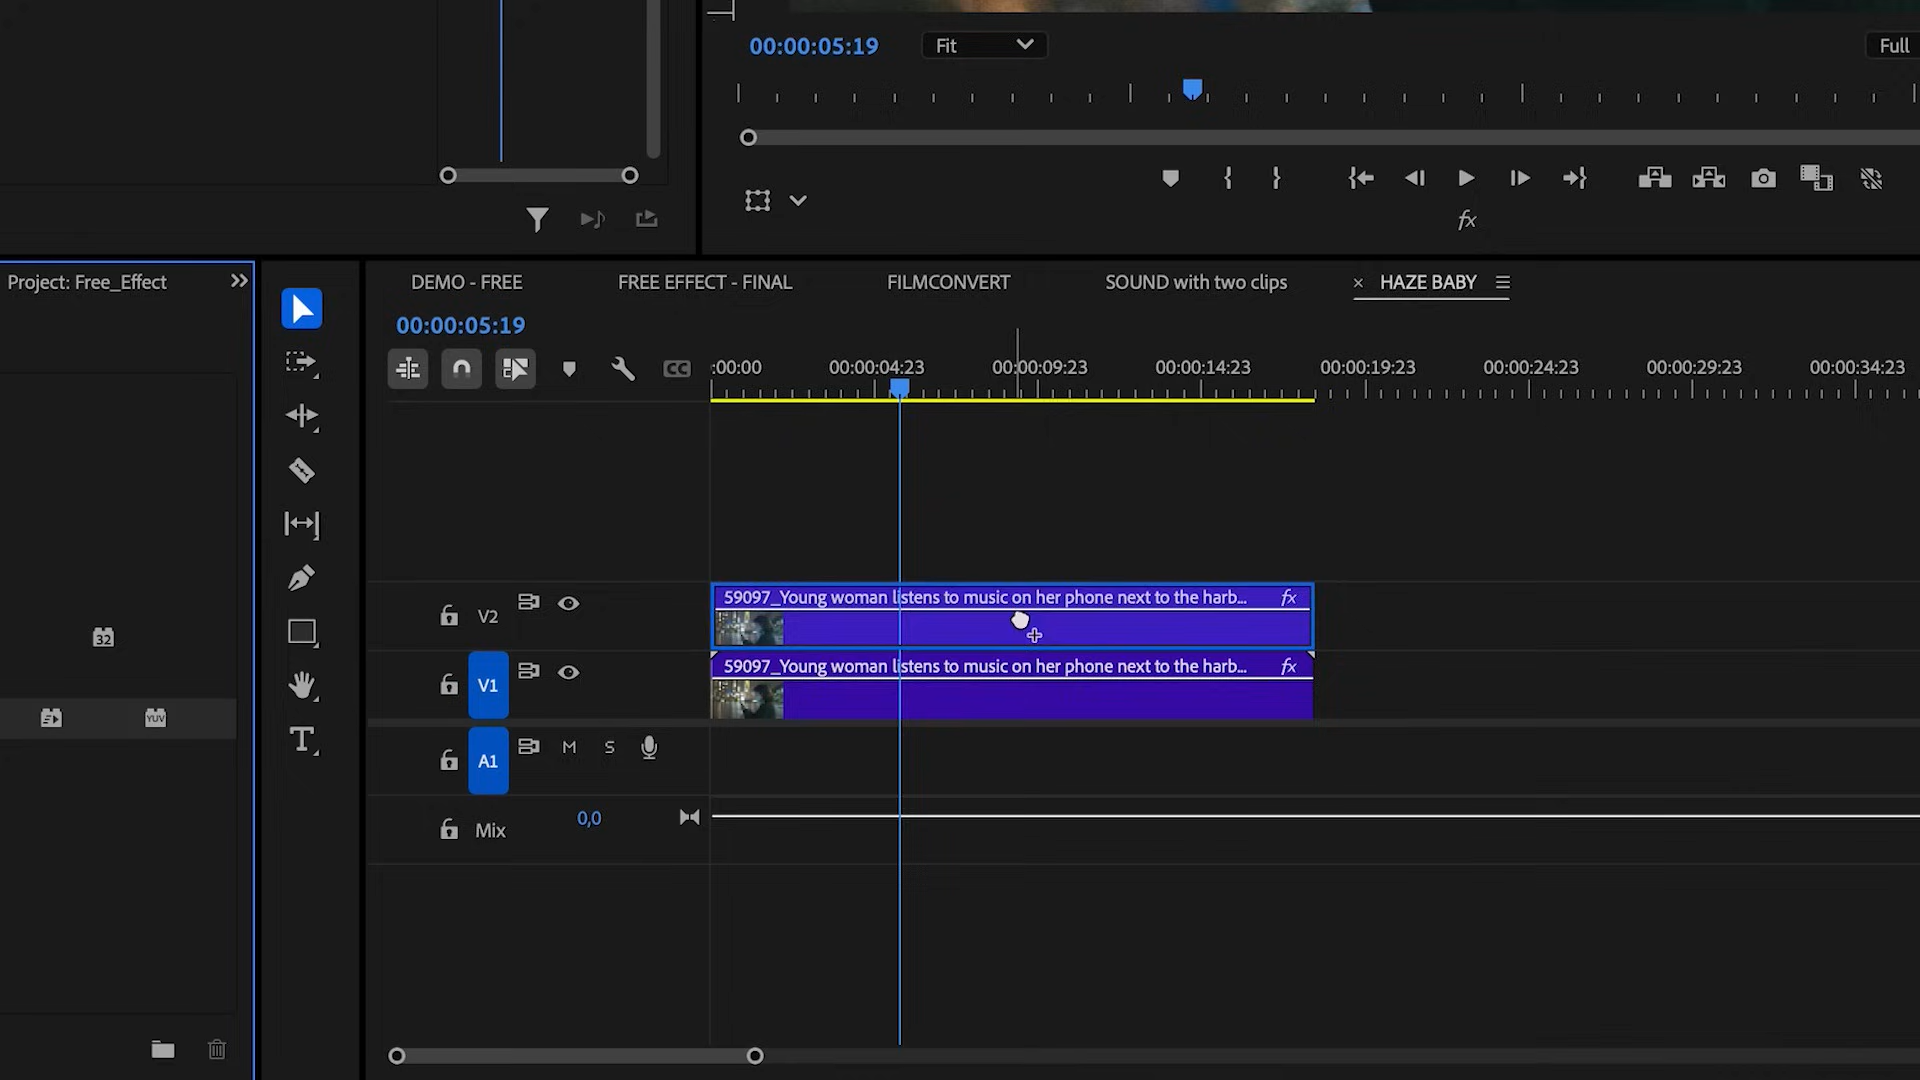 00:00:05:19
Fit
Full
fx
Project: Free_Effect
DEMO - FREE
FREE EFFECT - FINAL
FILMCONVERT
SOUND with two clips
× HAZE BABY
00:00:05:19
CC
:00:00
00:00:04:23
00:00:09:23
00:00:14:23
00:00:19:23
00:00:24:23
00:00:29:23
00:00:34:23
V2
59097_Young woman listens to music on her phone next to the harb... fx
32
V1
59097_Young woman listens to music on her phone next to the harb... fx
YUV
T
A1
M
S
Mix
0,0